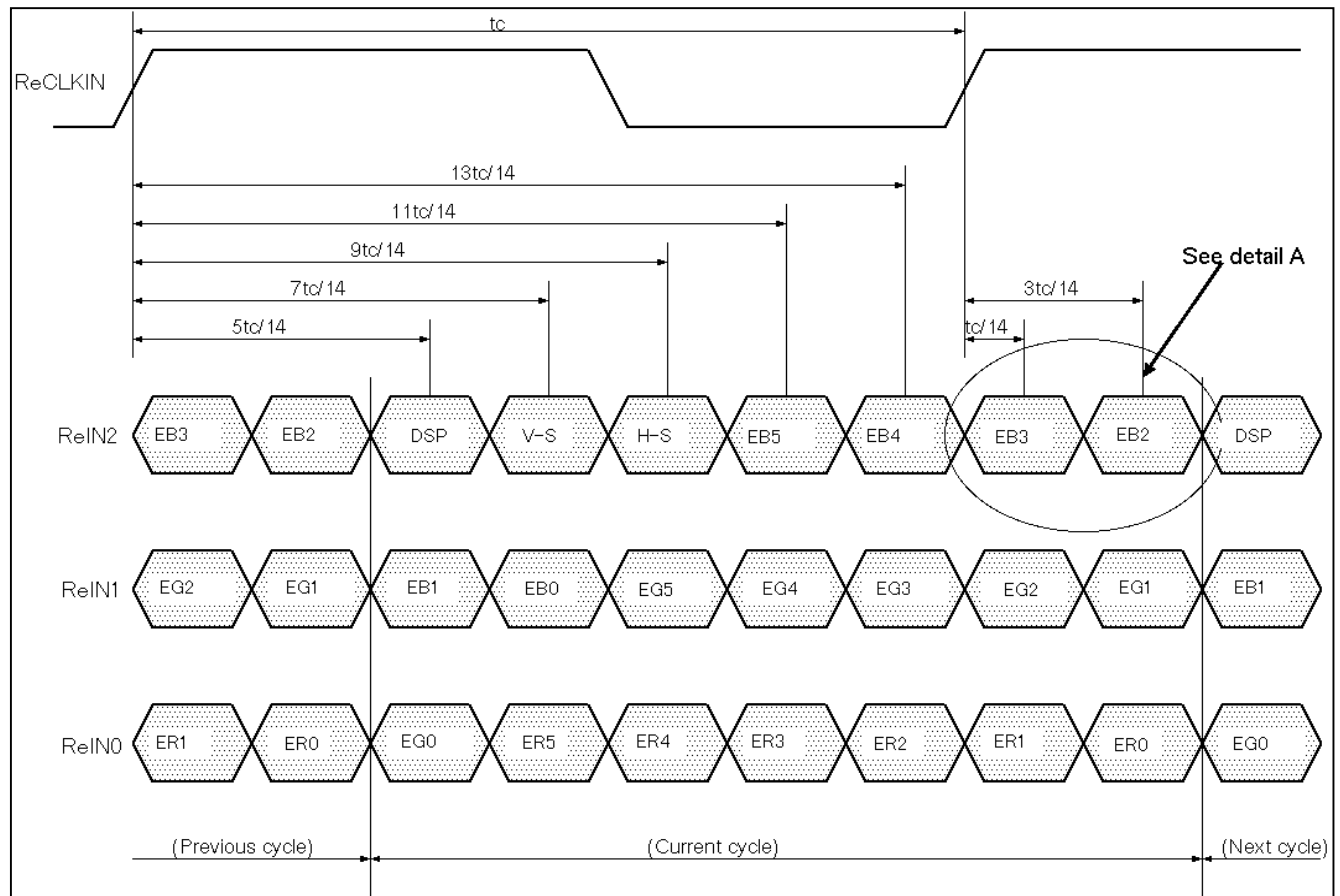 tc
ReCLKIN
13tc/14
11tc/14
9tc/14
See detail A
7tc/14
3tc/14
5tc/14
tc/14
ReIN2 EB3 EB2 DSP V-S H-S EB5 EB4 EB3 EB2 DSP
ReIN1 EG2 EG1 EB1 EB0 EG5 EG4 EG3 EG2 EG1 EB1
ReIN0 ER1 ER0 EG0 ER5 ER4 ER3 ER2 ER1 ER0 EG0
(Previous cycle) (Current cycle) (Next cycle)